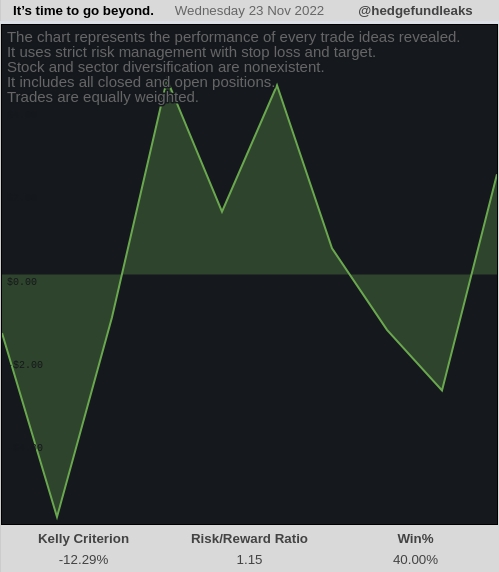 It's time to go beyond. Wednesday 23 Nov 2022 @hedgefundleaks
The chart represents the performance of every trade ideas revealed.
It uses strict risk management with stop loss and target.
Stock and sector diversification are nonexistent.
It includes all closed and open positions.
Trades are equally weighted.
$0.00
$2.00
Kelly Criterion Risk/Reward Ratio Win%
-12.29% 1.15 40.00%